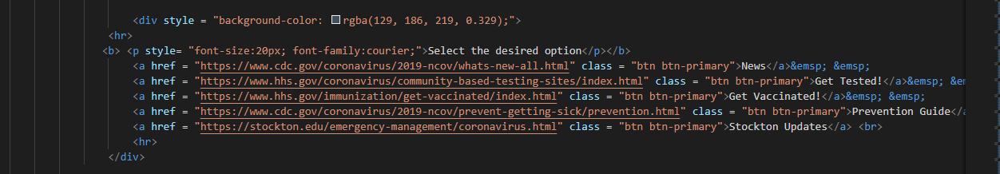 <div style = "background-color: rgba(129, 186, 219, 0.329);">
<hr>
<b> <p style= "font-size:20px; font-family:courier;">Select the desired option</p></b>
<a href = "https://www.cdc.gov/coronavirus/2019-ncov/whats-new-all.html" class = "btn btn-primary">News</a>&emsp; &emsp;
<a href = "https://www.hhs.gov/coronavirus/community-based-testing-sites/index.html" class = "btn btn-primary">Get Tested!</a>&emsp; &em
<a href = "https://www.hhs.gov/immunization/get-vaccinated/index.html" class = "btn btn-primary">Get Vaccinated!</a>&emsp; &emsp;
<a href = "https://www.cdc.gov/coronavirus/2019-ncov/prevent-getting-sick/prevention.html" class = "btn btn-primary">Prevention Guide</a
<a href = "https://stockton.edu/emergency-management/coronavirus.html" class = "btn btn-primary">Stockton Updates</a> <br>
<hr>
</div>